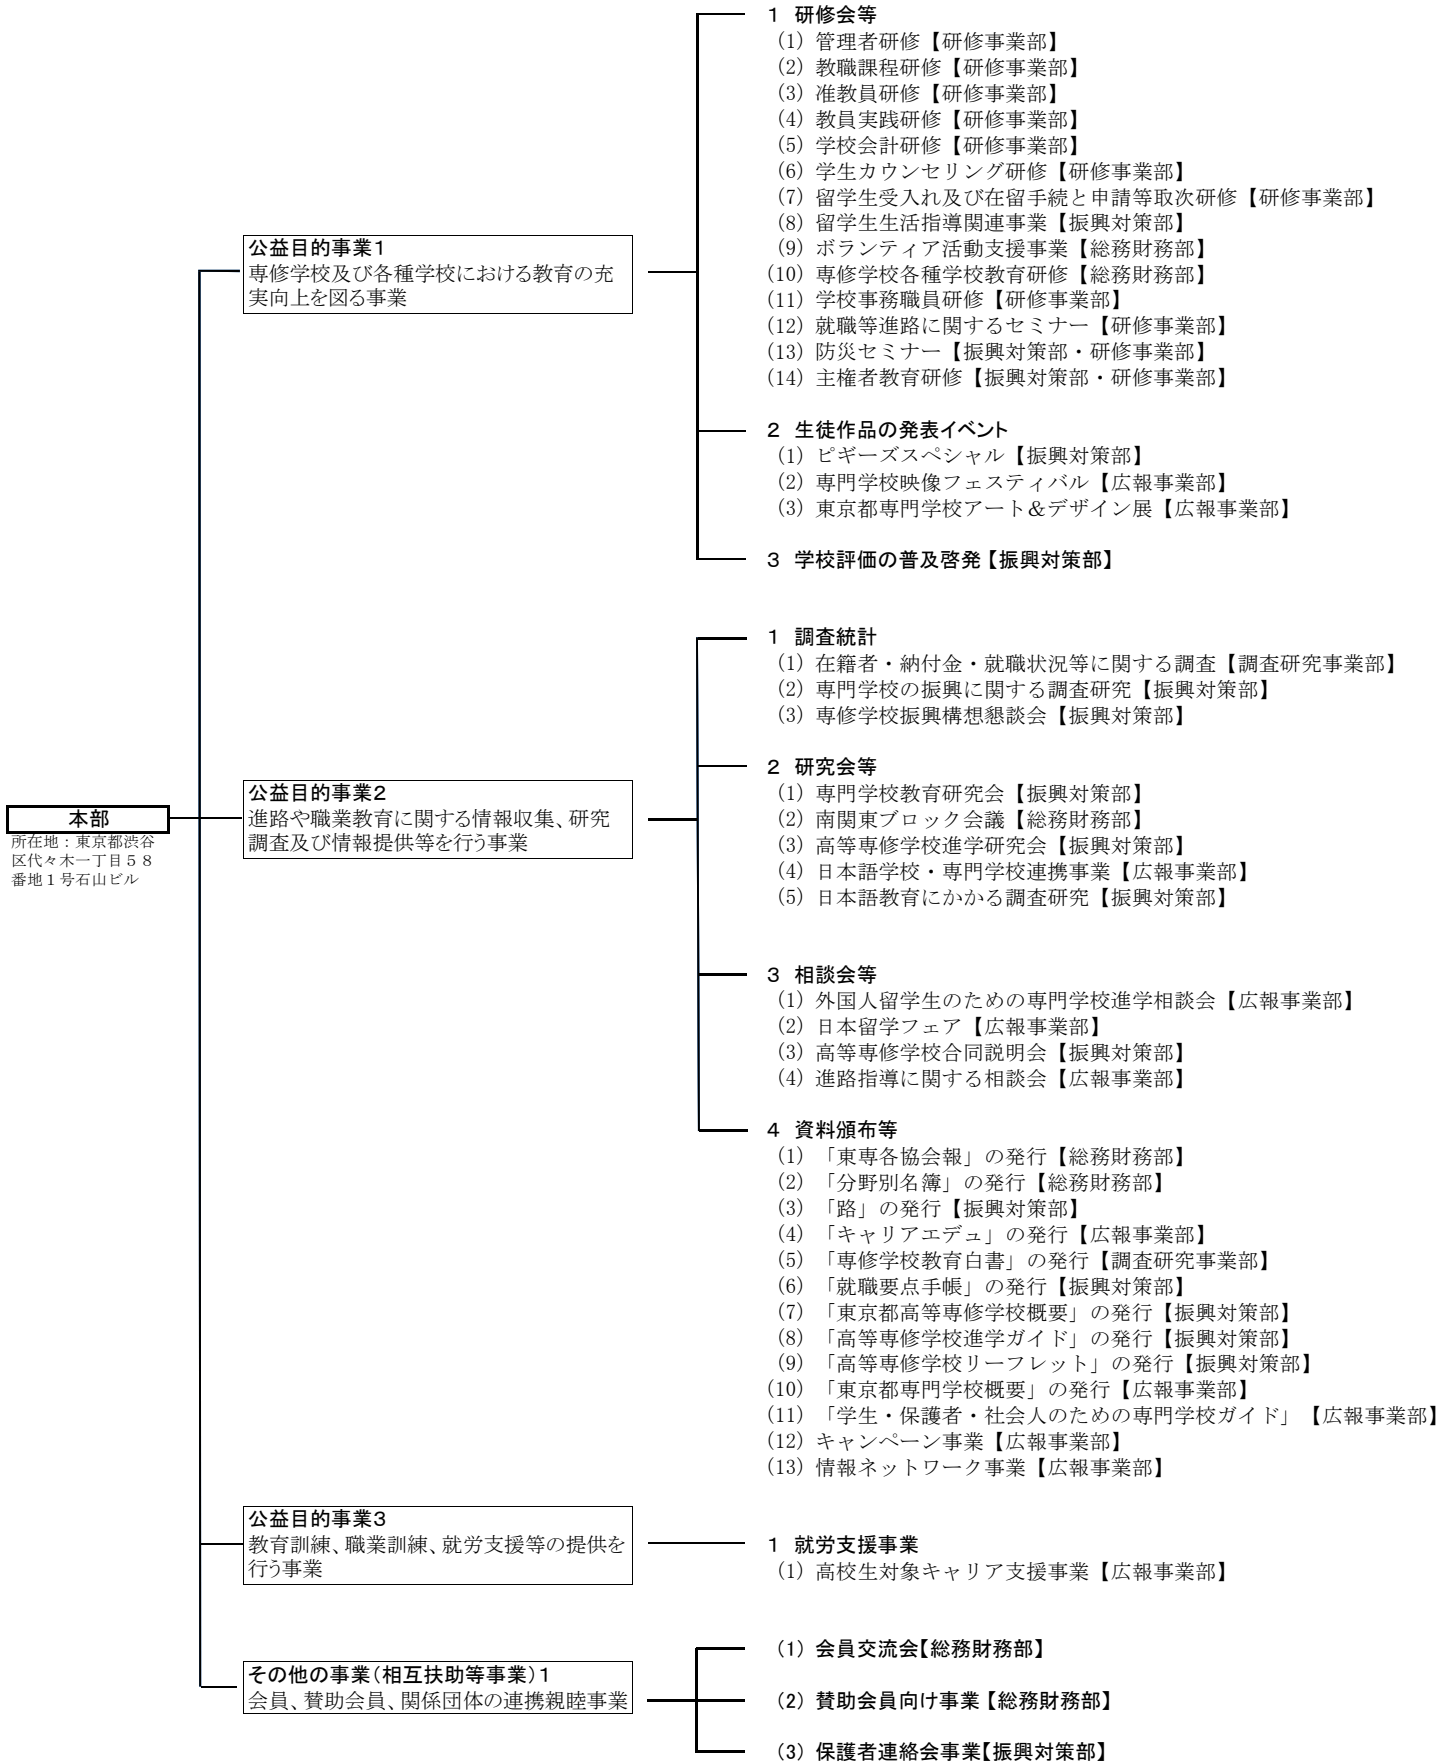 本部
所在地：東京都渋谷
区代々木一丁目５８
番地１号石山ビル
公益目的事業１
専修学校及び各種学校における教育の充
実向上を図る事業
１ 研修会等
(1) 管理者研修【研修事業部】
(2) 教職課程研修【研修事業部】
(3) 准教員研修【研修事業部】
(4) 教員実践研修【研修事業部】
(5) 学校会計研修【研修事業部】
(6) 学生カウンセリング研修【研修事業部】
(7) 留学生受入れ及び在留手続と申請等取次研修【研修事業部】
(8) 留学生生活指導関連事業【振興対策部】
(9) ボランティア活動支援事業【総務財務部】
(10) 専修学校各種学校教育研修【総務財務部】
(11) 学校事務職員研修【研修事業部】
(12) 就職等進路に関するセミナー【研修事業部】
(13) 防災セミナー【振興対策部・研修事業部】
(14) 主権者教育研修【振興対策部・研修事業部】
２ 生徒作品の発表イベント
(1) ピギーズスペシャル【振興対策部】
(2) 専門学校映像フェスティバル【広報事業部】
(3) 東京都専門学校アート＆デザイン展【広報事業部】
３ 学校評価の普及啓発【振興対策部】
公益目的事業２
進路や職業教育に関する情報収集、研究
調査及び情報提供等を行う事業
１ 調査統計
(1) 在籍者・納付金・就職状況等に関する調査【調査研究事業部】
(2) 専門学校の振興に関する調査研究【振興対策部】
(3) 専修学校振興構想懇談会【振興対策部】
２ 研究会等
(1) 専門学校教育研究会【振興対策部】
(2) 南関東ブロック会議【総務財務部】
(3) 高等専修学校進学研究会【振興対策部】
(4) 日本語学校・専門学校連携事業【広報事業部】
(5) 日本語教育にかかる調査研究【振興対策部】
３ 相談会等
(1) 外国人留学生のための専門学校進学相談会【広報事業部】
(2) 日本留学フェア【広報事業部】
(3) 高等専修学校合同説明会【振興対策部】
(4) 進路指導に関する相談会【広報事業部】
４ 資料頒布等
(1) 「東専各協会報」の発行【総務財務部】
(2) 「分野別名簿」の発行【総務財務部】
(3) 「路」の発行【振興対策部】
(4) 「キャリアエデュ」の発行【広報事業部】
(5) 「専修学校教育白書」の発行【調査研究事業部】
(6) 「就職要点手帳」の発行【振興対策部】
(7) 「東京都高等専修学校概要」の発行【振興対策部】
(8) 「高等専修学校進学ガイド」の発行【振興対策部】
(9) 「高等専修学校リーフレット」の発行【振興対策部】
(10) 「東京都専門学校概要」の発行【広報事業部】
(11) 「学生・保護者・社会人のための専門学校ガイド」【広報事業部】
(12) キャンペーン事業【広報事業部】
(13) 情報ネットワーク事業【広報事業部】
公益目的事業３
教育訓練、職業訓練、就労支援等の提供を
行う事業
１ 就労支援事業
(1) 高校生対象キャリア支援事業【広報事業部】
その他の事業（相互扶助等事業）１
会員、賛助会員、関係団体の連携親睦事業
(1) 会員交流会【総務財務部】
(2) 賛助会員向け事業【総務財務部】
(3) 保護者連絡会事業【振興対策部】